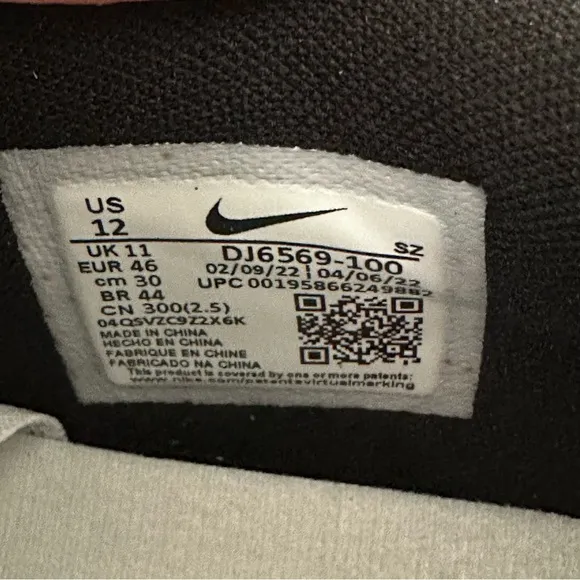 US
12
UK 11
EUR 46
cm 30
BR 44
CN 300(2.5)
04QSVZC9Z2X6K
MADE IN CHINA
HECHO EN CHINA
FABRIQUE EN CHINE
FABRICADO NA CHINA
SZ
DJ6569-100
02/09/22 | 04/06/22
UPC 00195866249882
This product is covered by one or more patents:
www.nike.com/patentsvirtualmarking